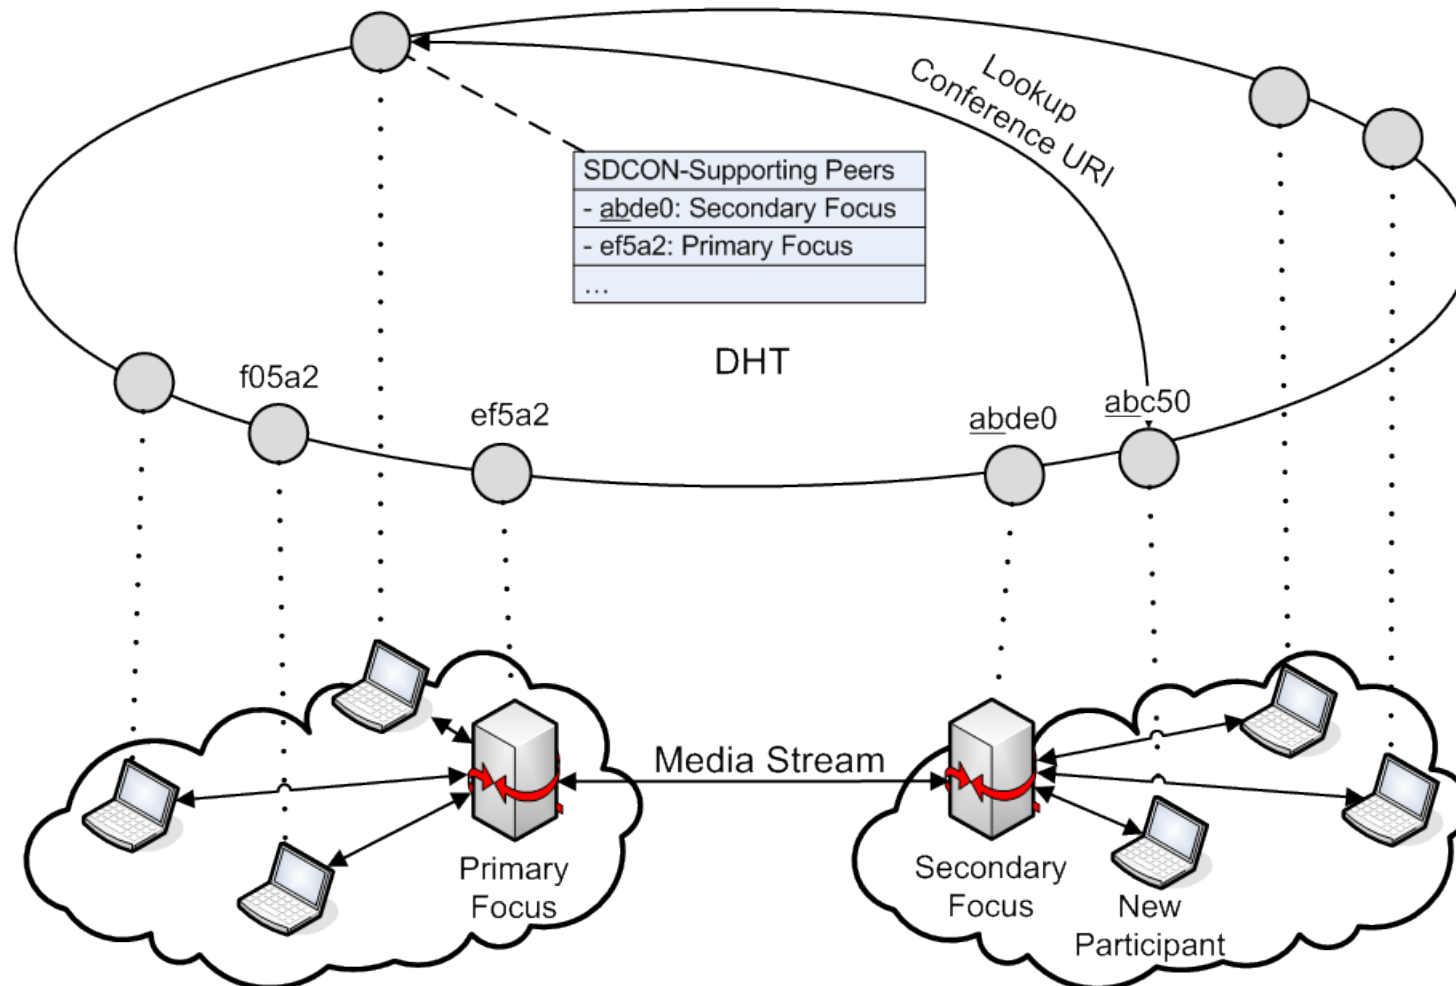 Lookup
Conference URI
SDCON-Supporting Peers
- abde0: Secondary Focus
- ef5a2: Primary Focus
...
DHT
f05a2
ef5a2
abde0
abc50
Media Stream
Primary
Focus
Secondary
Focus
New
Participant